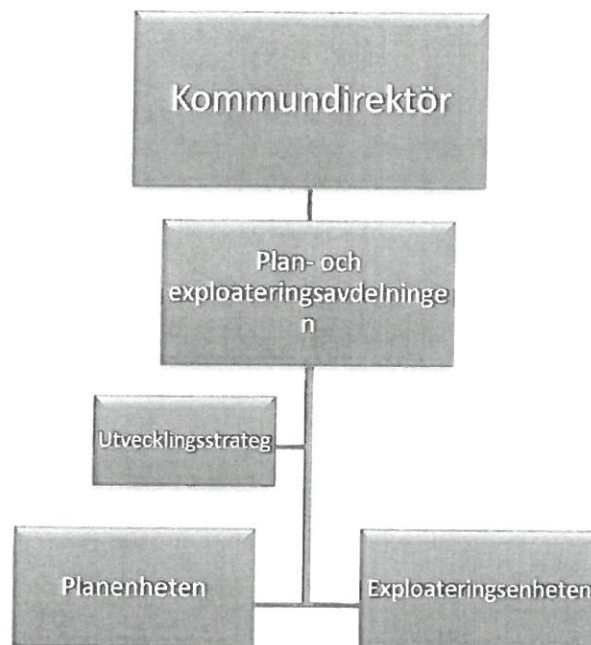 Kommundirektör
Plan- och
exploateringsavdelninge
n
Utvecklingsstrateg
Planenheten
Exploateringsenheten